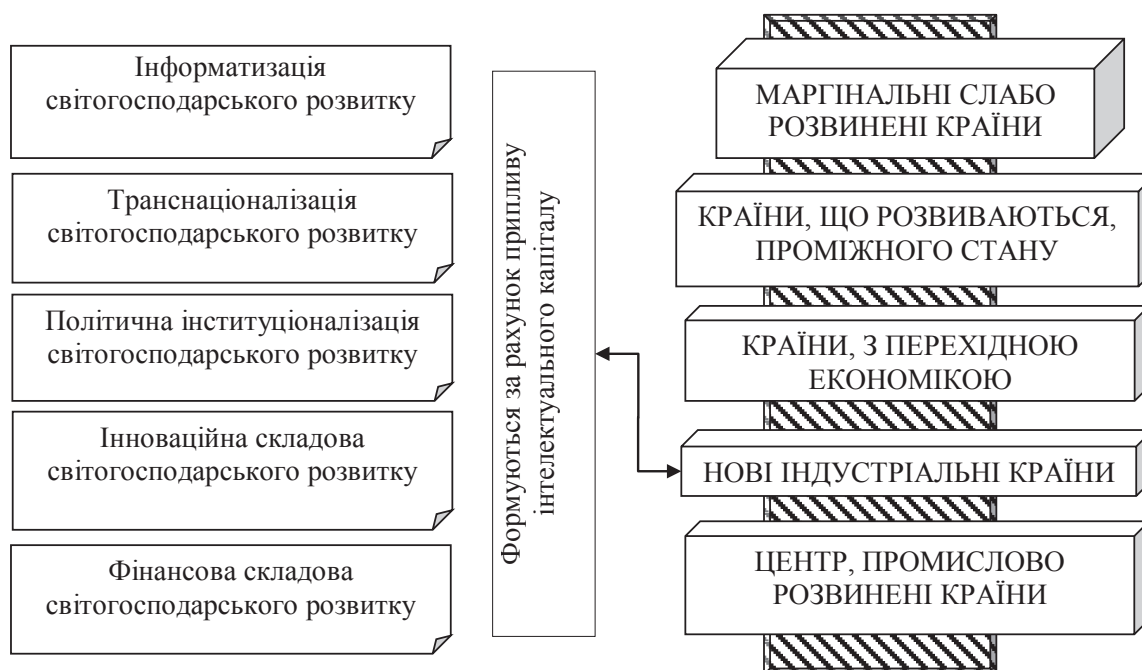 Інформатизація
світогосподарського розвитку
Транснаціоналізація
світогосподарського розвитку
Політична інституціоналізація
світогосподарського розвитку
Інноваційна складова
світогосподарського розвитку
Фінансова складова
світогосподарського розвитку
Формуються за рахунок припливу
інтелектуального капіталу
МАРГІНАЛЬНІ СЛАБО
РОЗВИНЕНІ КРАЇНИ
КРАЇНИ, ЩО РОЗВИВАЮТЬСЯ,
ПРОМІЖНОГО СТАНУ
КРАЇНИ, З ПЕРЕХІДНОЮ
ЕКОНОМІКОЮ
НОВІ ІНДУСТРІАЛЬНІ КРАЇНИ
ЦЕНТР, ПРОМИСЛОВО
РОЗВИНЕНІ КРАЇНИ